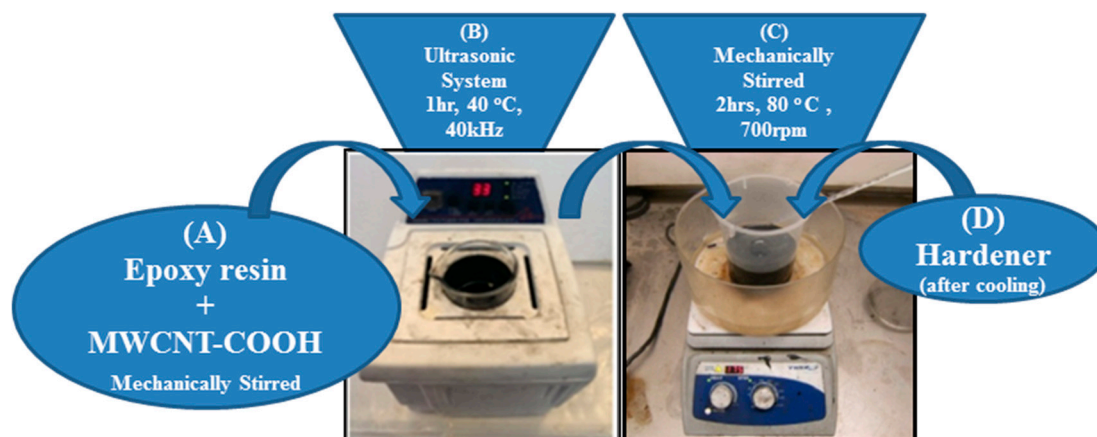 (A)
Epoxy resin
+
MWCNT-COOH
Mechanically Stirred
(B)
Ultrasonic
System
1hr, 40 °C,
40kHz
33
(C)
Mechanically
Stirred
2hrs, 80 °C ,
700rpm
(D)
Hardener
(after cooling)